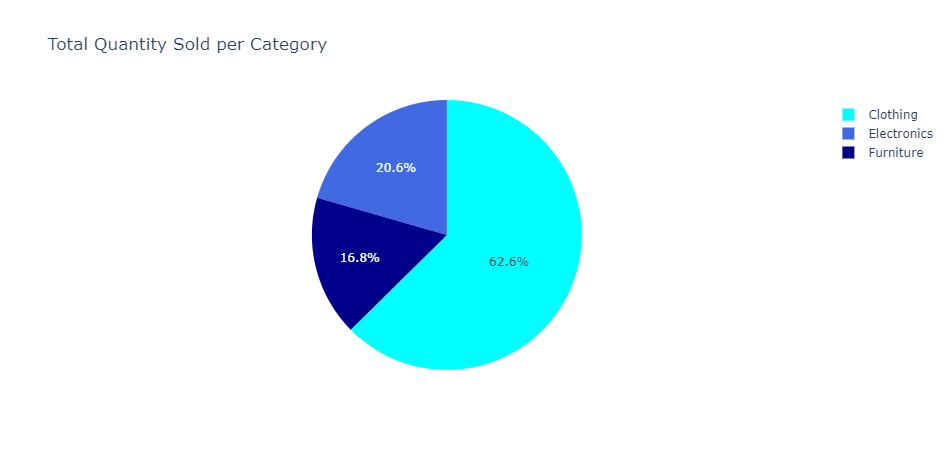 Total Quantity Sold per Category
Clothing
Electronics
Furniture
20.6%
16.8%
62.6%